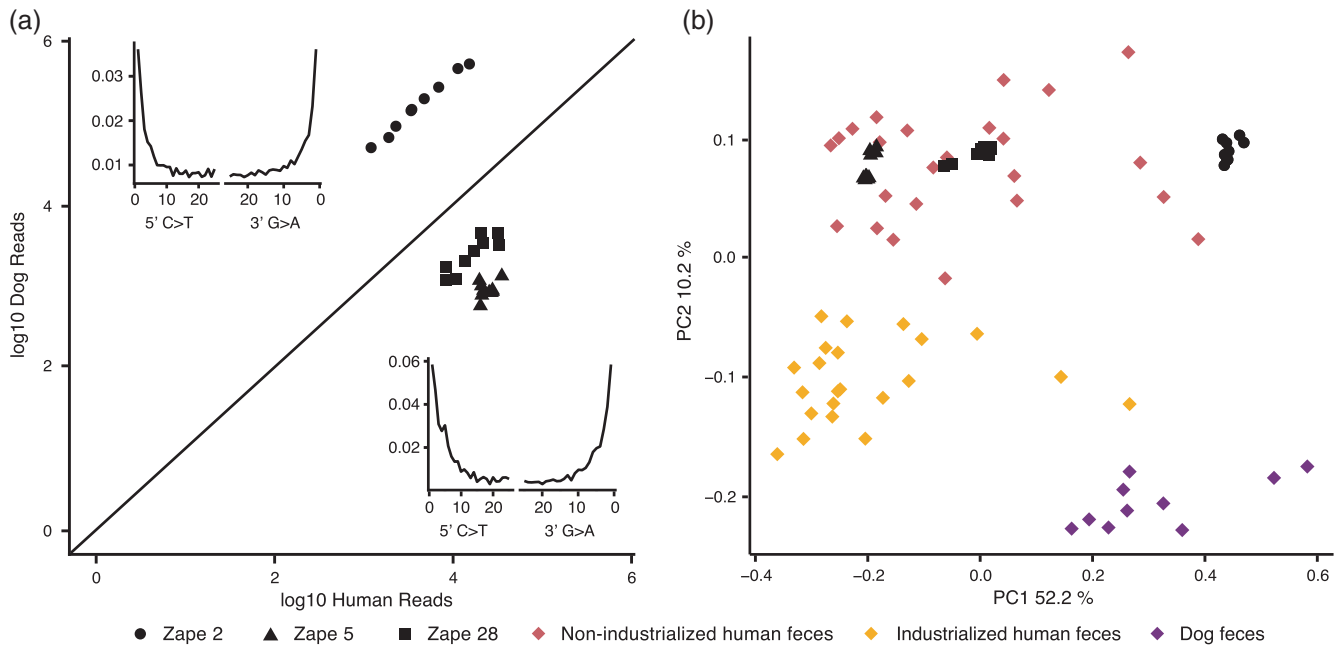 (a)
6
4
2
0
log10 Dog Reads
0.03
0.02
0.01
0 10 20 20 10 0
5' C>T 3' G>A
0.06
0.04
0.02
0 10 20 20 10 0
5' C>T 3' G>A
0 2 4 6
log10 Human Reads
(b)
0.1
0.0
−0.1
−0.2
PC2 10.2 %
−0.4 −0.2 0.0 0.2 0.4 0.6
PC1 52.2 %
Zape 2 Zape 5 Zape 28 Non-industrialized human feces Industrialized human feces Dog feces